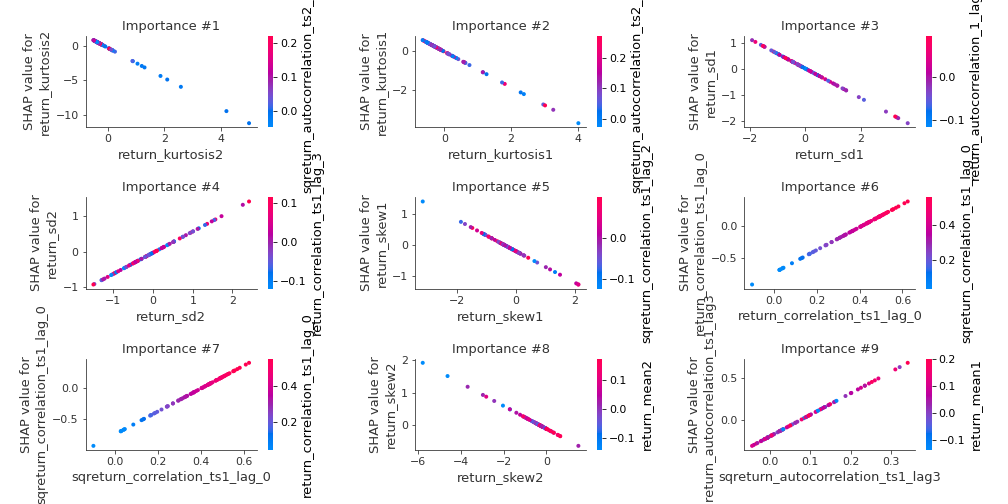 Importance #1
SHAP value for
return_kurtosis2
0
−5
−10
0
2
4
return_kurtosis2
0.2
0.1
0.0
Importance #2
SHAP value for
return_kurtosis1
0
−2
0
2
4
return_kurtosis1
0.2
0.1
0.0
Importance #3
SHAP value for
return_sd1
1
0
−1
−2
−2
0
2
return_sd1
0.0
−0.1
Importance #4
SHAP value for
return_sd2
1
0
−1
−1
0
1
2
return_sd2
0.1
0.0
−0.1
return_correlation_ts1_lag_3
Importance #5
SHAP value for
return_skew1
1
0
−1
−2
0
2
return_skew1
0.0
−0.1
sqreturn_correlation_ts1_lag_2
Importance #6
SHAP value for
return_correlation_ts1_lag_0
0.0
−0.5
0.0
0.2
0.4
0.6
return_correlation_ts1_lag_0
0.4
0.2
sqreturn_correlation_ts1_lag_0
Importance #7
SHAP value for
sqreturn_correlation_ts1_lag_0
0.0
−0.5
0.0
0.2
0.4
0.6
sqreturn_correlation_ts1_lag_0
0.4
0.2
return_correlation_ts1_lag_0
Importance #8
SHAP value for
return_skew2
2
1
0
−6
−4
−2
0
return_skew2
0.1
0.0
−0.1
return_mean2
Importance #9
SHAP value for
return_autocorrelation_ts1_lag3
0.5
0.0
0.0
0.1
0.2
0.3
sqreturn_autocorrelation_ts1_lag3
0.2
0.1
0.0
−0.1
return_mean1